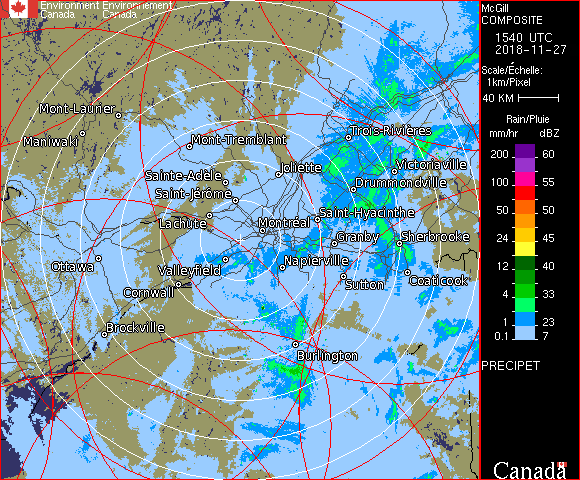 Environment Environnement
Canada Canada
McGill
COMPOSITE
1540 UTC
2018-11-27
Scale/Échelle:
1km/Pixel
40 KM
Rain/Pluie
mm/hr dBZ
200 60
100 55
50 50
24 45
12 40
4 33
1 23
0.1 7
PRECIPET
Canada
Mont-Laurier
Maniwaki
Mont-Tremblant
Trois-Rivières
Joliette
Victoriaville
Sainte-Adèle
Drummondville
Saint-Jérôme
Lachute
Saint-Hyacinthe
Montréal
Granby
Sherbrooke
Ottawa
Valleyfield
Napierville
Cornwall
Sutton
Coaticook
Brockville
Burlington